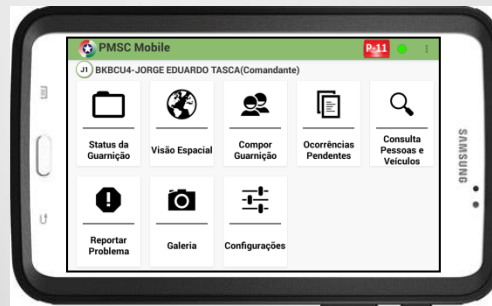 PMSC Mobile
P-11
J1 BKBCU4-JORGE EDUARDO TASCA(Comandante)
Status da
Guarnição
Visão Espacial
Compor
Guarnição
Ocorrências
Pendentes
Consulta
Pessoas e
Veículos
Reportar
Problema
Galeria
Configurações
SAMSUNG